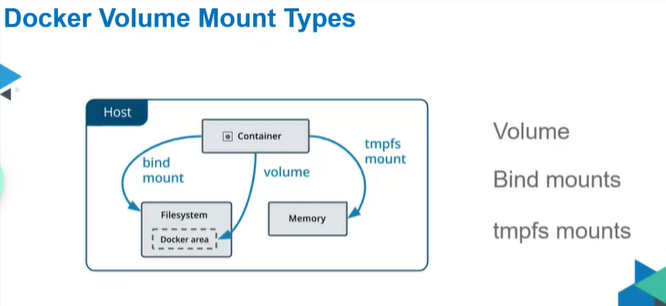 Docker Volume Mount Types
Host
Container
bind
mount
volume
tmpfs
mount
Filesystem
Docker area
Memory
Volume
Bind mounts
tmpfs mounts